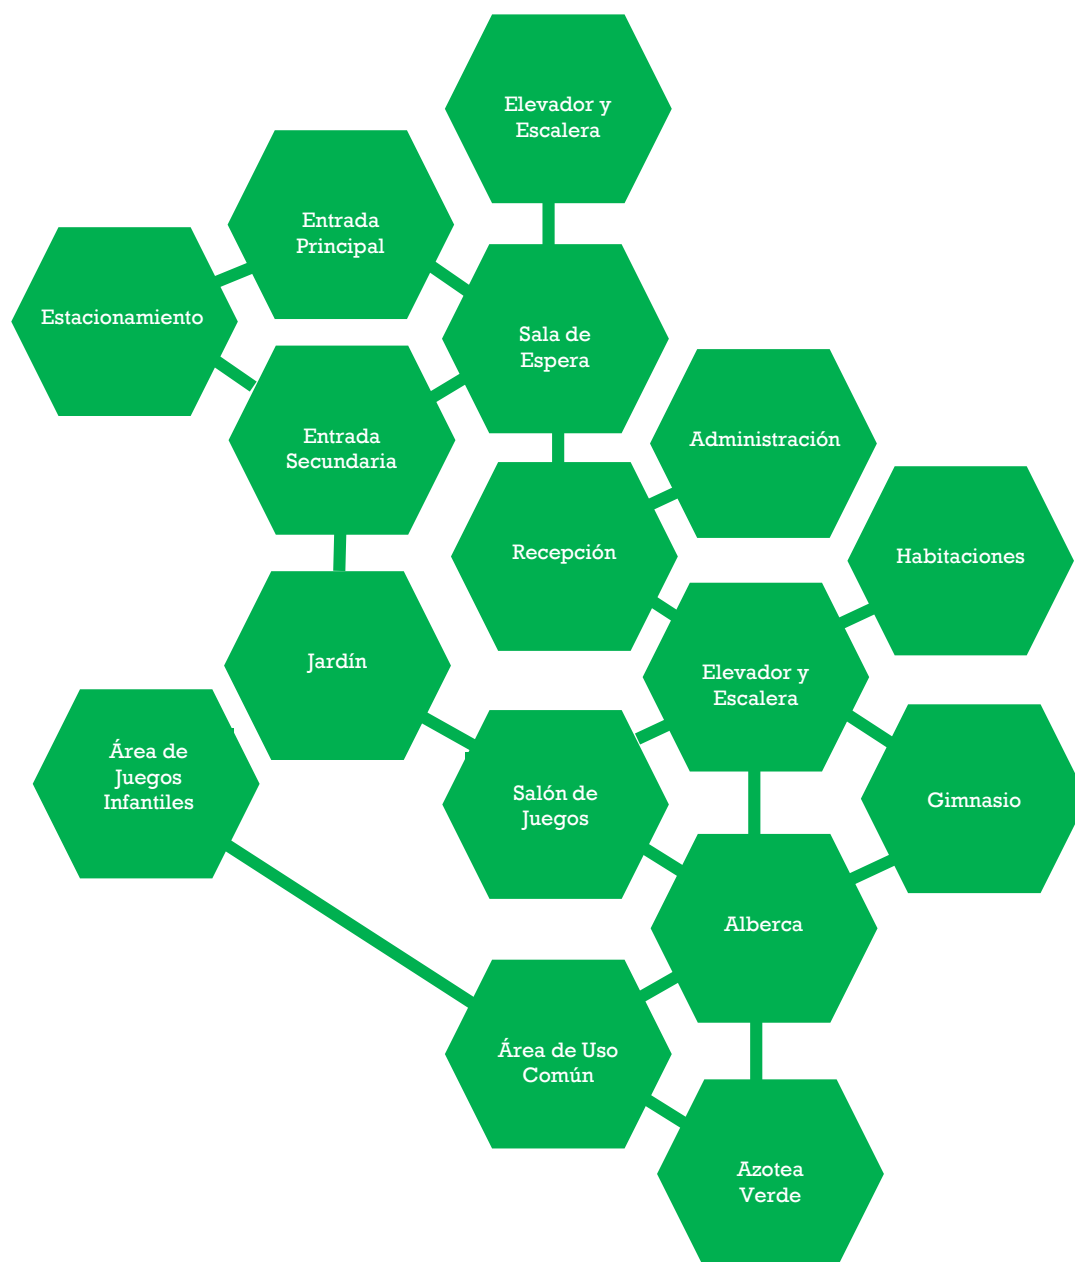 Elevador y
Escalera
Entrada
Principal
Estacionamiento
Sala de
Espera
Entrada
Secundaria
Administración
Recepción
Habitaciones
Jardín
Elevador y
Escalera
Área de
Juegos
Infantiles
Salón de
Juegos
Gimnasio
Alberca
Área de Uso
Común
Azotea
Verde